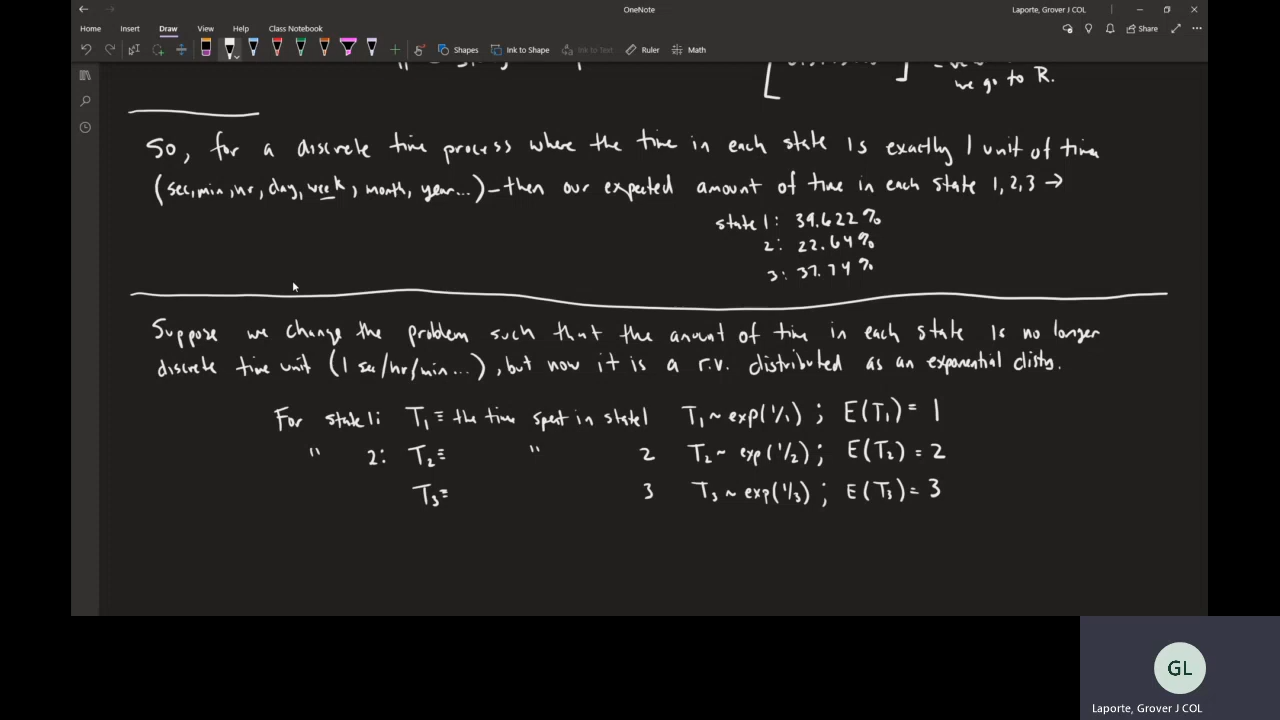 OneNote
Laporte, Grover J COL
Home Insert Draw View Help Class Notebook
Share
Shapes Ink to Shape Ink to Text Ruler Math
we go to R.
So, for a discrete time process where the time in each state is exactly 1 unit of time
(sec, min, hr, day, week, month, year...) - then our expected amount of time in each state 1, 2, 3 →
state 1: 39.622%
2: 22.64%
3: 37.74%
Suppose we change the problem such that the amount of time in each state is no longer
discrete time unit (1 sec/hr/min...), but now it is a r.v. distributed as an exponential distn.
For state 1: T₁ ≡ the time spent in state 1 T₁ ~ exp(1/1) ; E(T₁) = 1
" 2: T₂ ≡ " 2 T₂ ~ exp(1/2) ; E(T₂) = 2
T₃ ≡ 3 T₃ ~ exp(1/3) ; E(T₃) = 3
GL
Laporte, Grover J COL